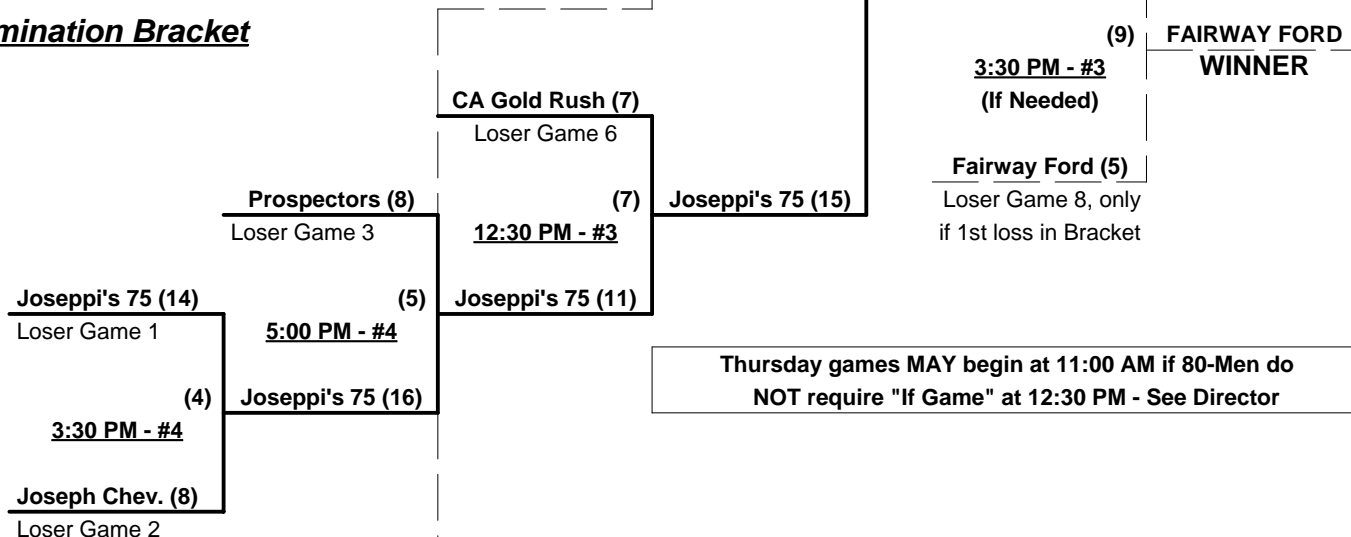 mination Bracket
(9) FAIRWAY FORD
3:30 PM - #3 WINNER
(If Needed)
CA Gold Rush (7)
Loser Game 6
Fairway Ford (5)
Loser Game 8, only
if 1st loss in Bracket
Prospectors (8)
Loser Game 3
(7) Joseppi's 75 (15)
12:30 PM - #3
Joseppi's 75 (14)
Loser Game 1
(5) Joseppi's 75 (11)
5:00 PM - #4
Thursday games MAY begin at 11:00 AM if 80-Men do
NOT require "If Game" at 12:30 PM - See Director
(4) Joseppi's 75 (16)
3:30 PM - #4
Joseph Chev. (8)
Loser Game 2